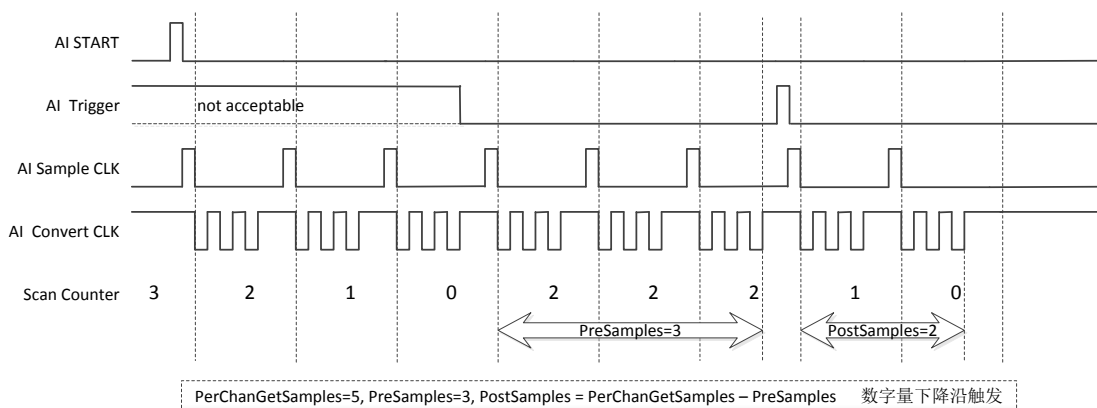 AI START
AI Trigger
not acceptable
AI Sample CLK
AI Convert CLK
Scan Counter 3 2 1 0 2 2 2 1 0
PreSamples=3 PostSamples=2
PerChanGetSamples=5, PreSamples=3, PostSamples = PerChanGetSamples – PreSamples 数字量下降沿触发